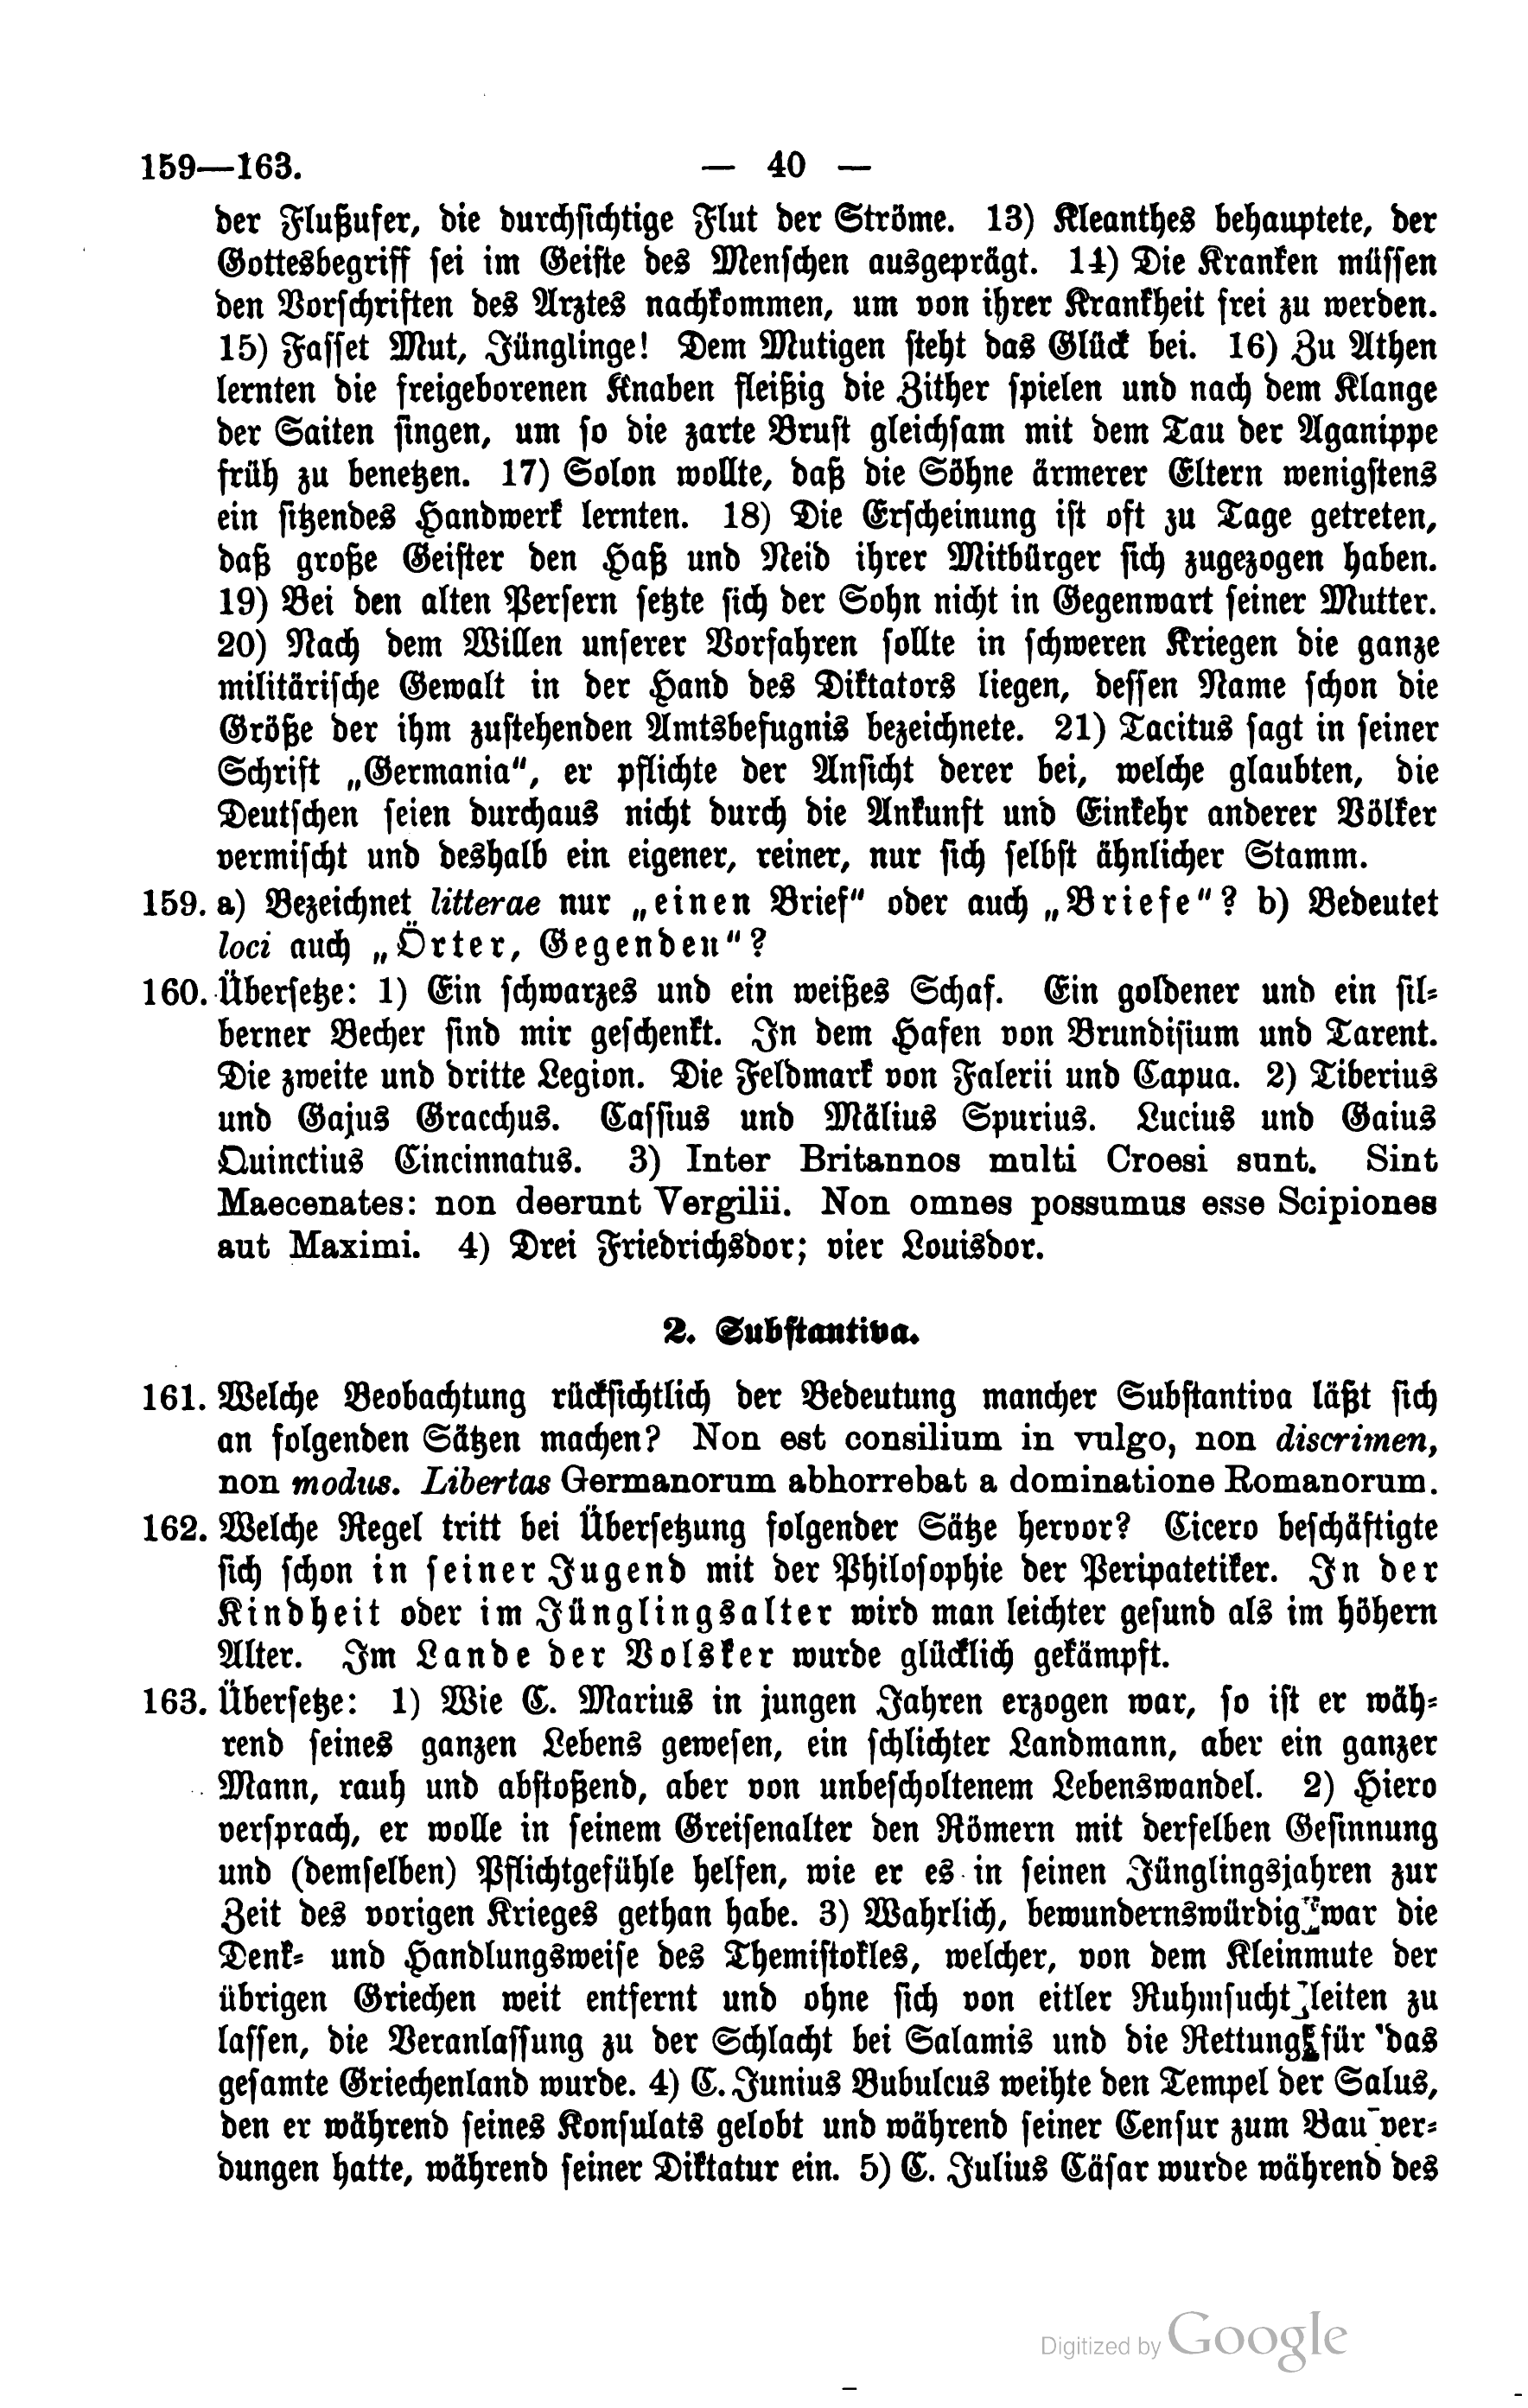 159—163. — 40 —
der Flußufer, die durchsichtige Flut der Ströme. 13) Kleanthes behauptete, der
Gottesbegriff sei im Geiste des Menschen ausgeprägt. 14) Die Kranken müssen
den Vorschriften des Arztes nachkommen, um von ihrer Krankheit frei zu werden.
15) Fasset Mut, Jünglinge! Dem Mutigen steht das Glück bei. 16) Zu Athen
lernten die freigeborenen Knaben fleißig die Zither spielen und nach dem Klange
der Saiten singen, um so die zarte Brust gleichsam mit dem Tau der Aganippe
früh zu benetzen. 17) Solon wollte, daß die Söhne ärmerer Eltern wenigstens
ein sitzendes Handwerk lernten. 18) Die Erscheinung ist oft zu Tage getreten,
daß große Geister den Haß und Neid ihrer Mitbürger sich zugezogen haben.
19) Bei den alten Persern setzte sich der Sohn nicht in Gegenwart seiner Mutter.
20) Nach dem Willen unserer Vorfahren sollte in schweren Kriegen die ganze
militärische Gewalt in der Hand des Diktators liegen, dessen Name schon die
Größe der ihm zustehenden Amtsbefugnis bezeichnete. 21) Tacitus sagt in seiner
Schrift „Germania“, er pflichte der Ansicht derer bei, welche glaubten, die
Deutschen seien durchaus nicht durch die Ankunft und Einkehr anderer Völker
vermischt und deshalb ein eigener, reiner, nur sich selbst ähnlicher Stamm.
159. a) Bezeichnet litterae nur „einen Brief“ oder auch „Briefe“? b) Bedeutet
loci auch „Örter, Gegenden“?
160. Übersetze: 1) Ein schwarzes und ein weißes Schaf. Ein goldener und ein sil-
berner Becher sind mir geschenkt. In dem Hafen von Brundisium und Tarent.
Die zweite und dritte Legion. Die Feldmark von Falerii und Capua. 2) Tiberius
und Gajus Gracchus. Cassius und Mälius Spurius. Lucius und Gaius
Quinctius Cincinnatus. 3) Inter Britannos multi Croesi sunt. Sint
Maecenates: non deerunt Vergilii. Non omnes possumus esse Scipiones
aut Maximi. 4) Drei Friedrichsdor; vier Louisdor.
2. Substantiva.
161. Welche Beobachtung rücksichtlich der Bedeutung mancher Substantiva läßt sich
an folgenden Sätzen machen? Non est consilium in vulgo, non discrimen,
non modus. Libertas Germanorum abhorrebat a dominatione Romanorum.
162. Welche Regel tritt bei Übersetzung folgender Sätze hervor? Cicero beschäftigte
sich schon in seiner Jugend mit der Philosophie der Peripatetiker. In der
Kindheit oder im Jünglingsalter wird man leichter gesund als im höhern
Alter. Im Lande der Volsker wurde glücklich gekämpft.
163. Übersetze: 1) Wie C. Marius in jungen Jahren erzogen war, so ist er wäh-
rend seines ganzen Lebens gewesen, ein schlichter Landmann, aber ein ganzer
Mann, rauh und abstoßend, aber von unbescholtenem Lebenswandel. 2) Hiero
versprach, er wolle in seinem Greisenalter den Römern mit derselben Gesinnung
und (demselben) Pflichtgefühle helfen, wie er es in seinen Jünglingsjahren zur
Zeit des vorigen Krieges gethan habe. 3) Wahrlich, bewundernswürdig war die
Denk- und Handlungsweise des Themistokles, welcher, von dem Kleinmute der
übrigen Griechen weit entfernt und ohne sich von eitler Ruhmsucht leiten zu
lassen, die Veranlassung zu der Schlacht bei Salamis und die Rettung für das
gesamte Griechenland wurde. 4) C. Junius Bubulcus weihte den Tempel der Salus,
den er während seines Konsulats gelobt und während seiner Censur zum Bau ver-
dungen hatte, während seiner Diktatur ein. 5) C. Julius Cäsar wurde während des
Digitized by Google